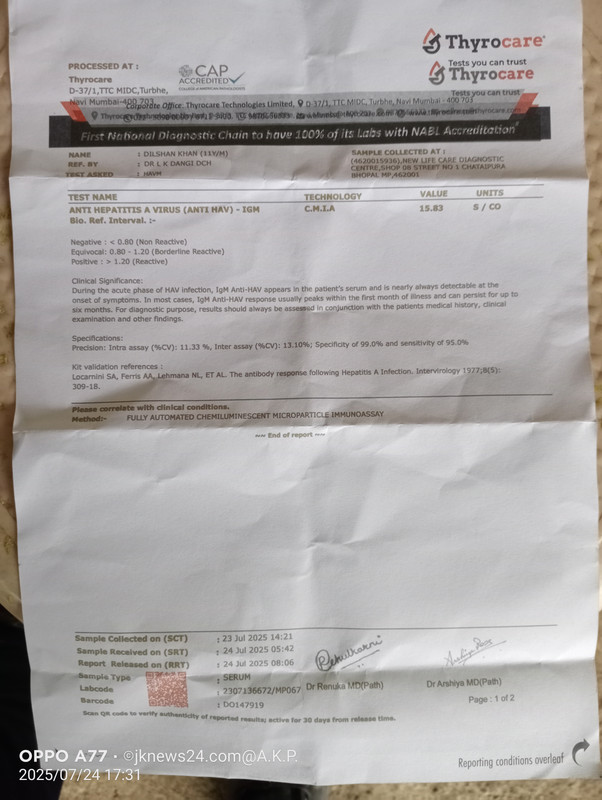 Thyrocare
Tests you can trust
PROCESSED AT :
Thyrocare
D-37/1,TTC MIDC,Turbhe,
Navi Mumbai-400 703
CAP
ACCREDITED
COLLEGE of AMERICAN PATHOLOGISTS
Thyrocare
Tests you can trust
Corporate Office: Thyrocare Technologies Limited, D-37/1, TTC MIDC, Turbhe, Navi Mumbai - 400 703
First National Diagnostic Chain to have 100% of its Labs with NABL Accreditation*
NAME : DILSHAN KHAN (11Y/M)
REF. BY : DR L K DANGI DCH
TEST ASKED : HAVM
SAMPLE COLLECTED AT :
(4620015936),NEW LIFE CARE DIAGNOSTIC
CENTRE,SHOP 08 STREET NO 1 CHATAIPURA
BHOPAL MP,462001
TEST NAME TECHNOLOGY VALUE UNITS
ANTI HEPATITIS A VIRUS (ANTI HAV) - IGM C.M.I.A 15.83 S / CO
Bio. Ref. Interval. :-
Negative : < 0.80 (Non Reactive)
Equivocal: 0.80 - 1.20 (Borderline Reactive)
Positive : > 1.20 (Reactive)
Clinical Significance:
During the acute phase of HAV infection, IgM Anti-HAV appears in the patient's serum and is nearly always detectable at the
onset of symptoms. In most cases, IgM Anti-HAV response usually peaks within the first month of illness and can persist for up to
six months. For diagnostic purpose, results should always be assessed in conjunction with the patients medical history, clinical
examination and other findings.
Specifications:
Precision: Intra assay (%CV): 11.33 %, Inter assay (%CV): 13.10%; Specificity of 99.0% and sensitivity of 95.0%
Kit validation references :
Locarnini SA, Ferris AA, Lehmana NL, ET AL. The antibody response following Hepatitis A Infection. Intervirology 1977;8(5):
309-18.
Please correlate with clinical conditions.
Method:- FULLY AUTOMATED CHEMILUMINESCENT MICROPARTICLE IMMUNOASSAY
~~ End of report ~~
Sample Collected on (SCT) : 23 Jul 2025 14:21
Sample Received on (SRT) : 24 Jul 2025 05:42
Report Released on (RRT) : 24 Jul 2025 08:06
Sample Type : SERUM
Labcode : 2307136672/MP067
Barcode : DO147919
Dr Renuka MD(Path)
Dr Arshiya MD(Path)
Page : 1 of 2
Scan QR code to verify authenticity of reported results; active for 30 days from release time.
Reporting conditions overleaf
OPPO A77 · ©jknews24.com@A.K.P.
2025/07/24 17:31